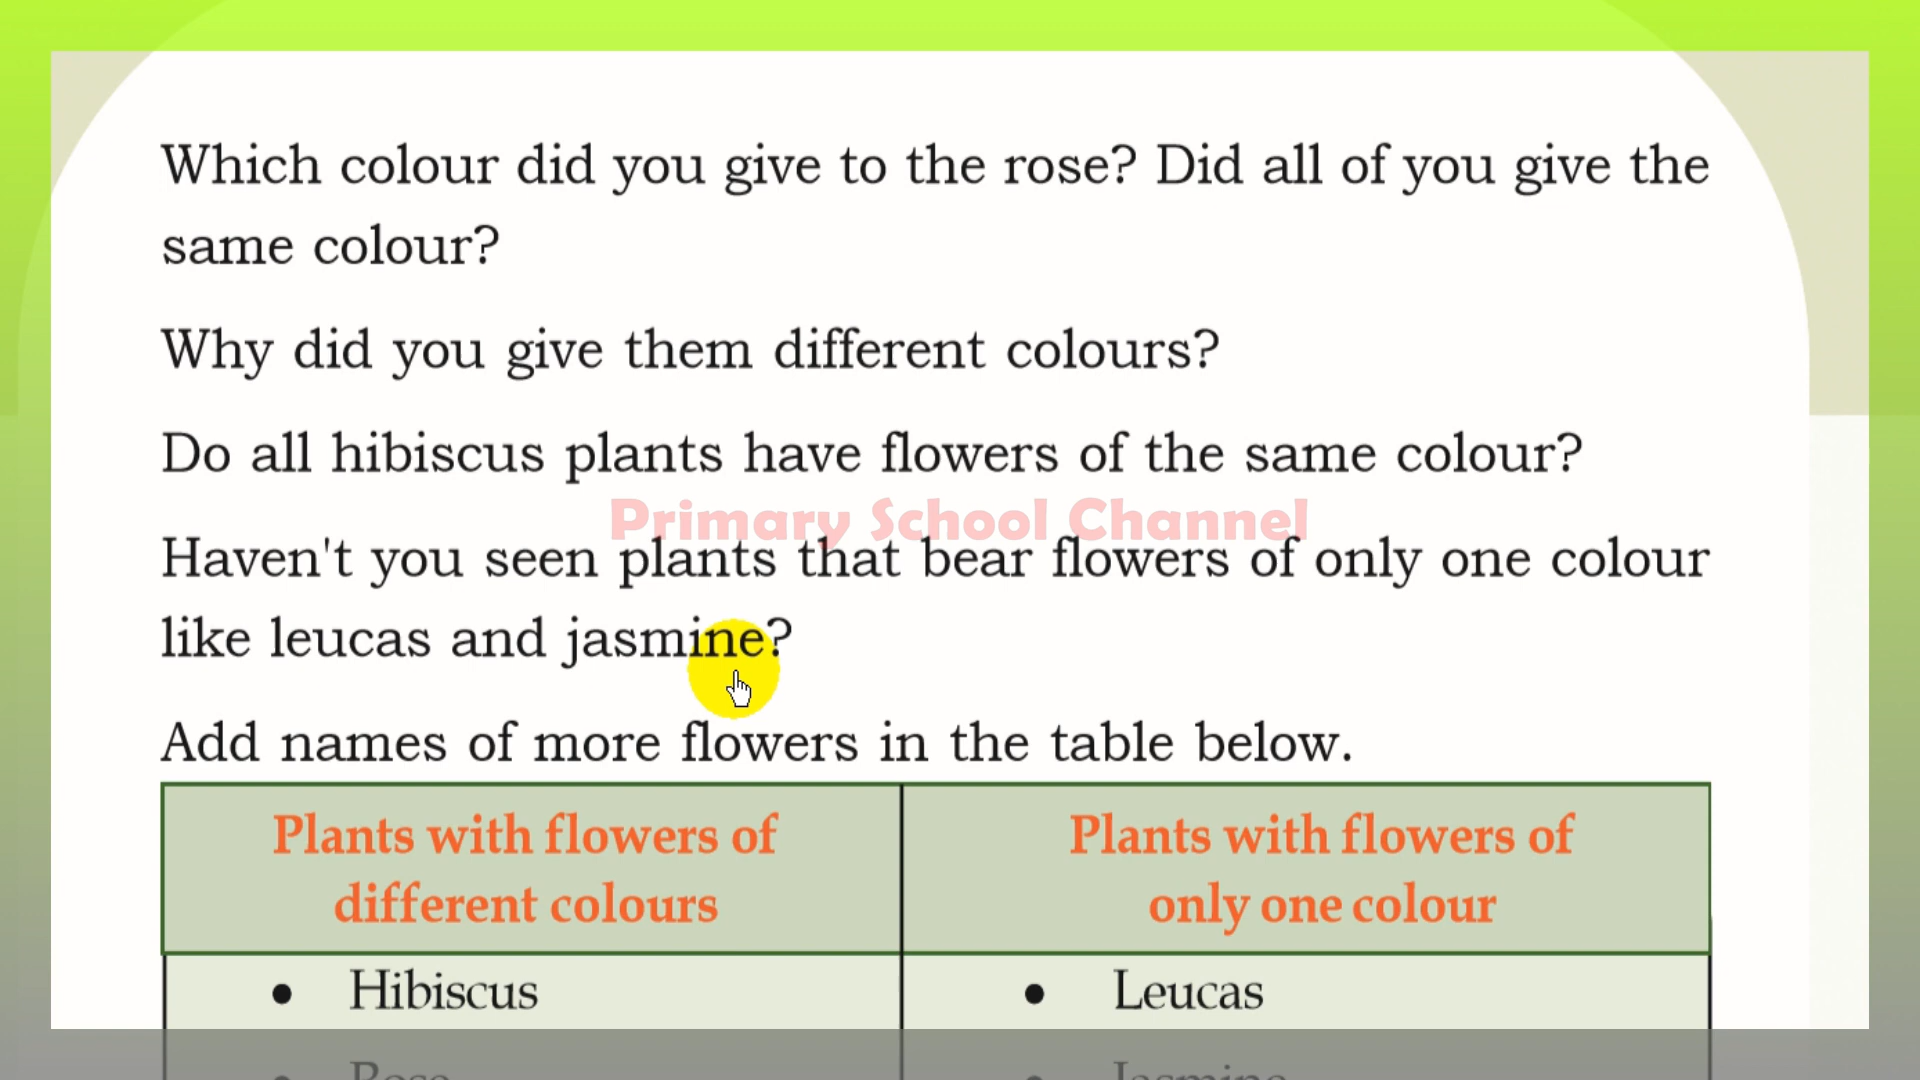 Which colour did you give to the rose? Did all of you give the
same colour?
Why did you give them different colours?
Do all hibiscus plants have flowers of the same colour?
Primary School Channel
Haven't you seen plants that bear flowers of only one colour
like leucas and jasmine?
Add names of more flowers in the table below.
Plants with flowers of
different colours
Plants with flowers of
only one colour
• Hibiscus
• Leucas
• Rose
• Jasmine